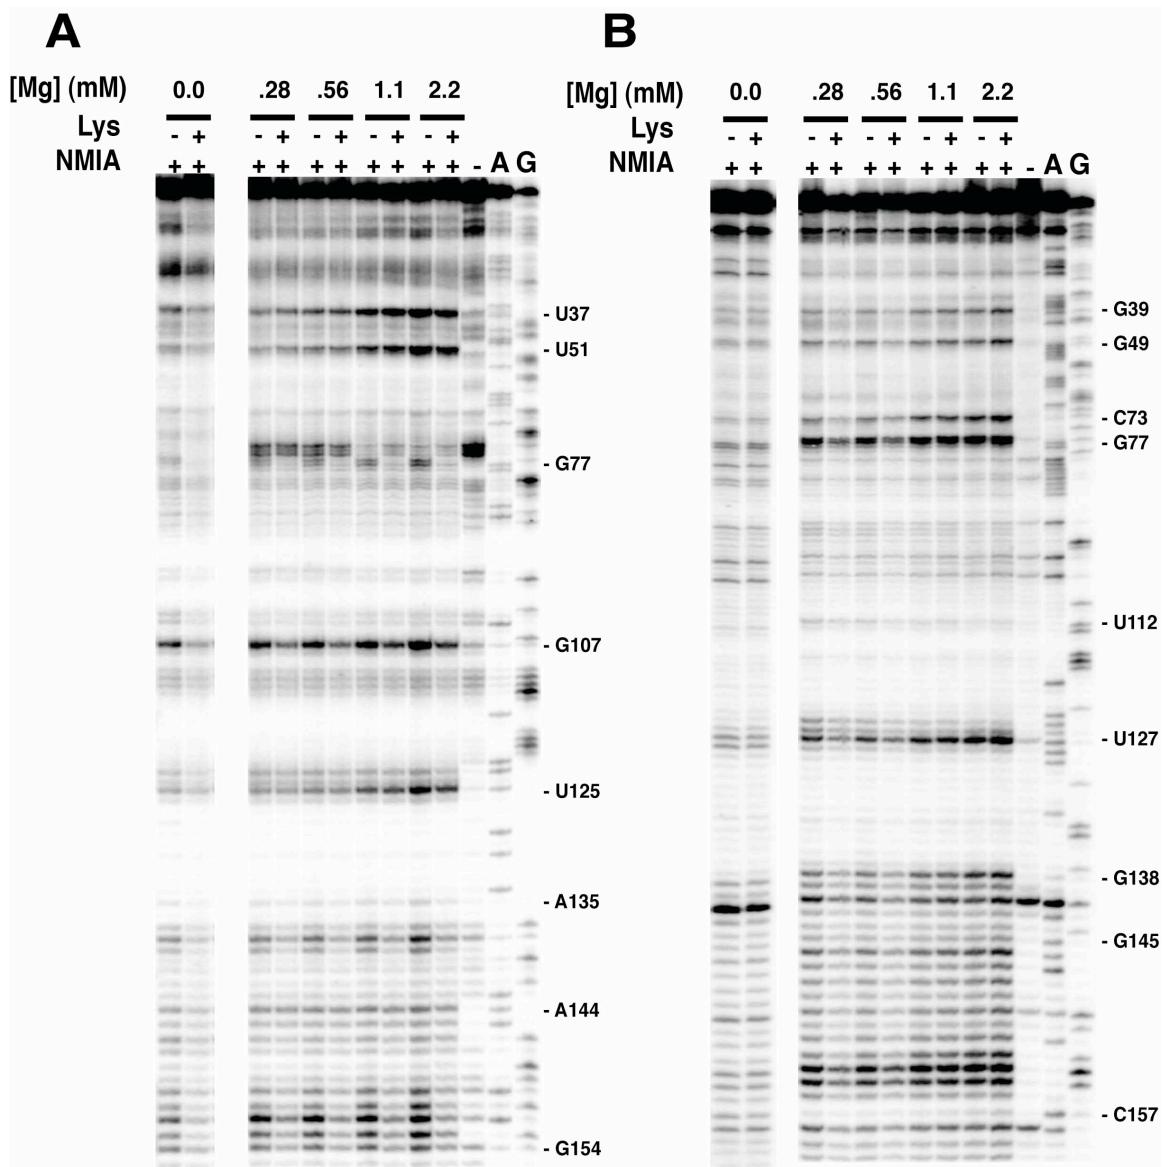 A
[Mg] (mM) 0.0 .28 .56 1.1 2.2
Lys - + - + - + - + - +
NMIA + + + + + + + + + + - A G
- U37
- U51
- G77
- G107
- U125
- A135
- A144
- G154
B
[Mg] (mM) 0.0 .28 .56 1.1 2.2
Lys - + - + - + - + - +
NMIA + + + + + + + + + + - A G
- G39
- G49
- C73
- G77
- U112
- U127
- G138
- G145
- C157